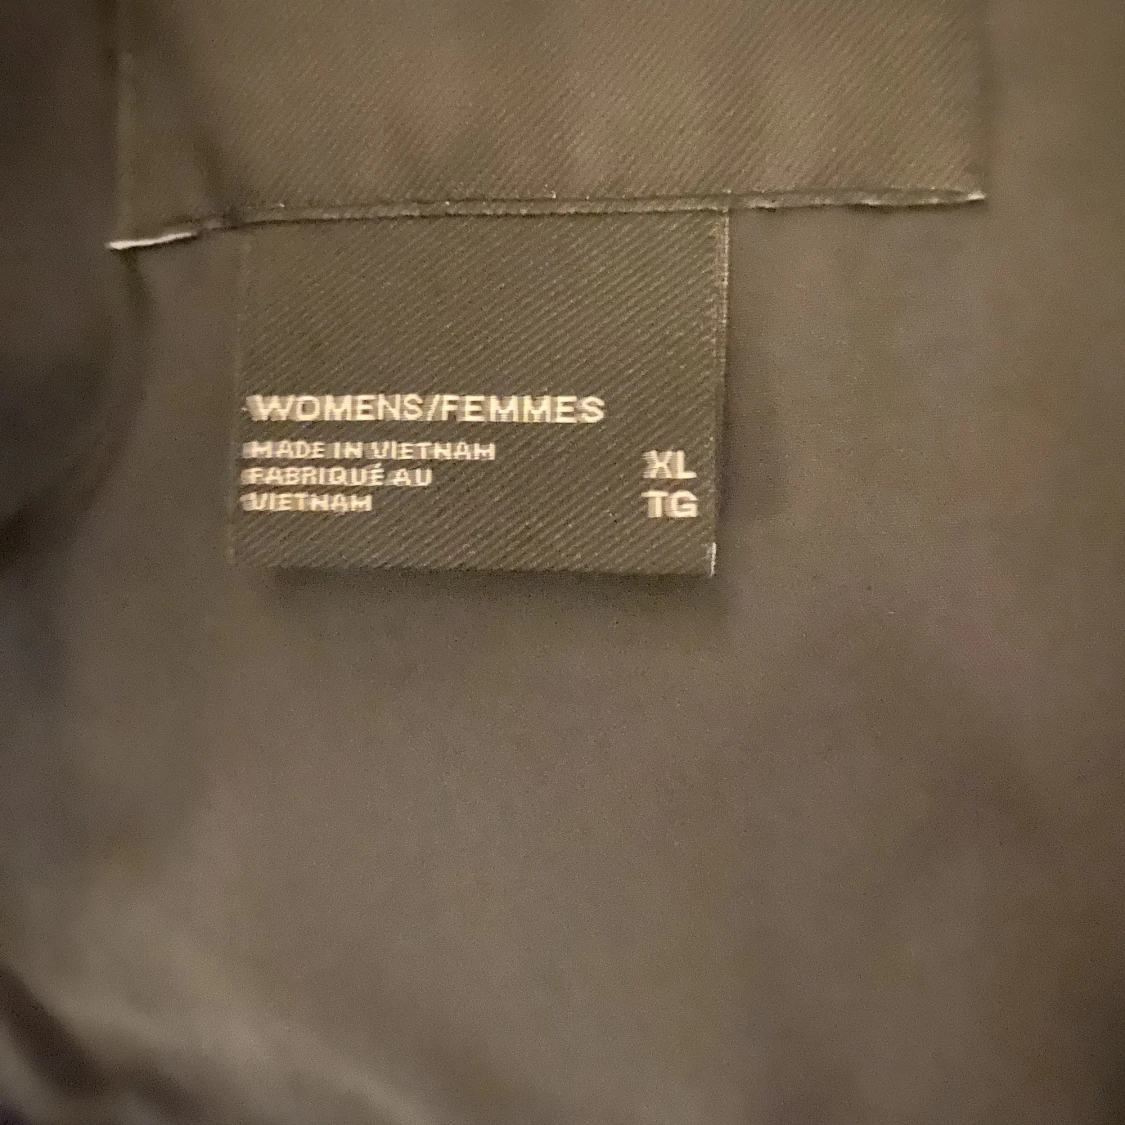 WOMENS/FEMMES
MADE IN VIETNAM
FABRIQUÉ AU
VIETNAM
XL
TG